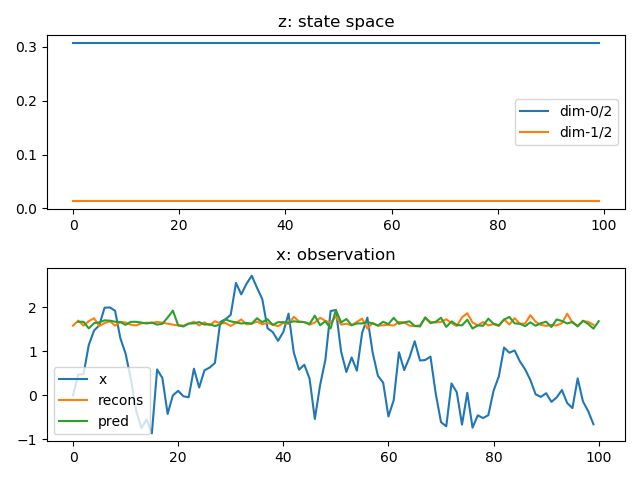 z: state space
0.3
0.2
0.1
0.0
dim-0/2
dim-1/2
0 20 40 60 80 100
x: observation
2
1
0
−1
x
recons
pred
0 20 40 60 80 100